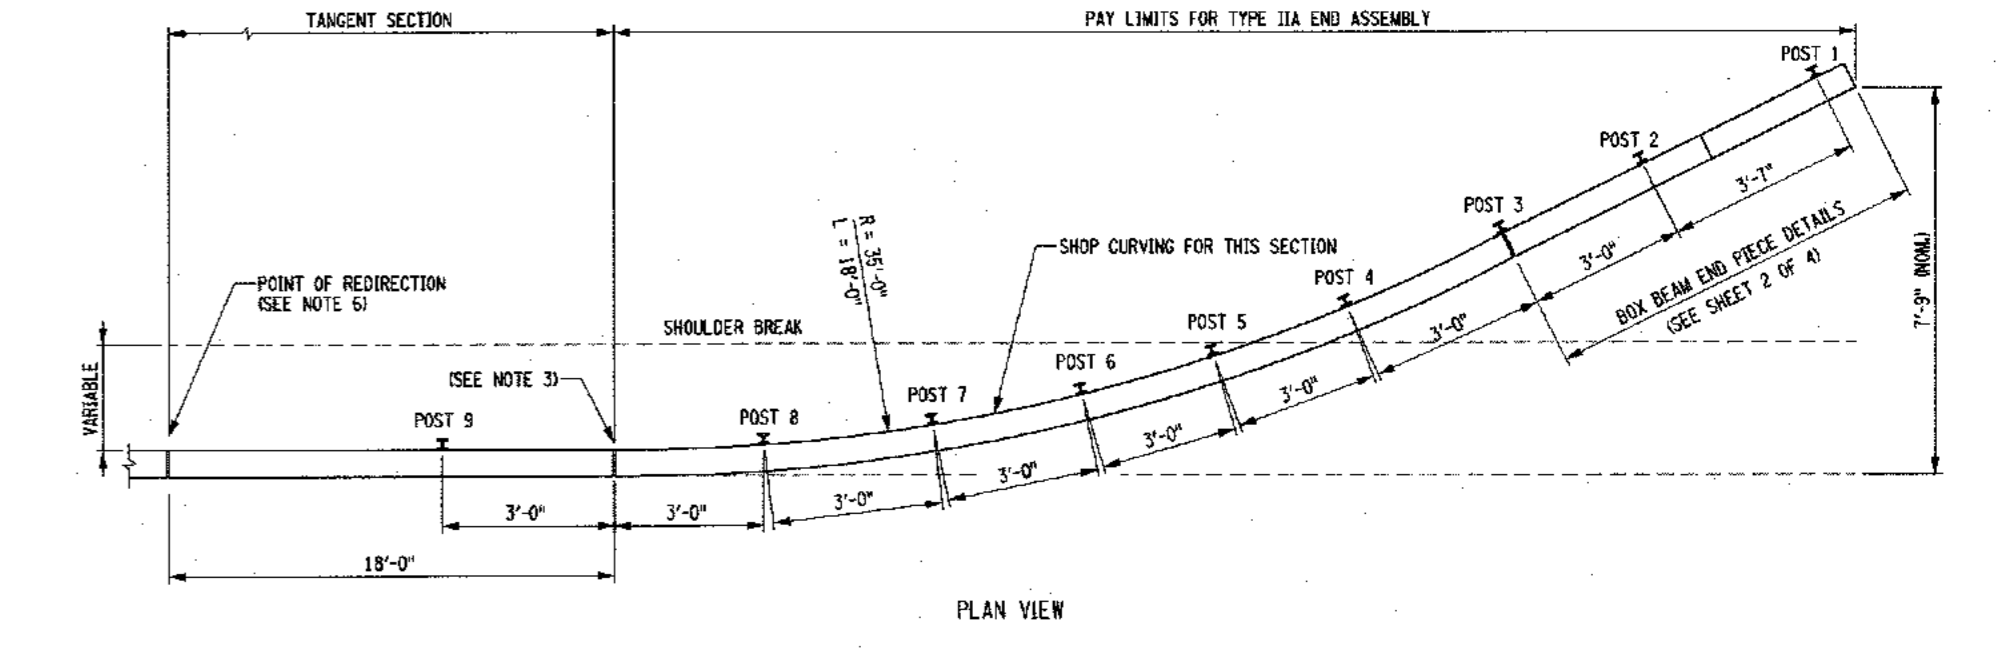 TANGENT SECTION
PAY LIMITS FOR TYPE IIA END ASSEMBLY
POST 1
POST 2
3'-7"
POST 3
BOX BEAM END PIECE DETAILS
(SEE SHEET 2 OF 4)
3'-0"
7'-9" (NOM.)
R = 35'-0"
L = 18'-0"
SHOP CURVING FOR THIS SECTION
POST 4
POINT OF REDIRECTION
(SEE NOTE 6)
SHOULDER BREAK
POST 5
3'-0"
POST 6
VARIABLE
(SEE NOTE 3)
3'-0"
POST 7
POST 9
POST 8
3'-0"
3'-0"
3'-0"
3'-0"
3'-0"
18'-0"
PLAN VIEW